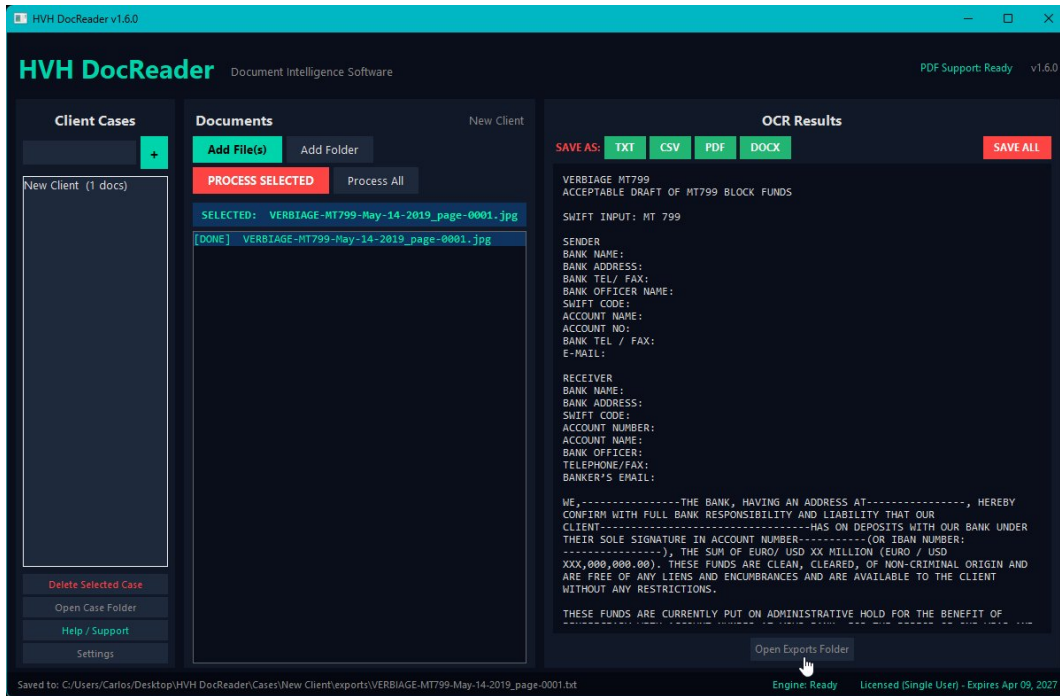 HVH DocReader v1.6.0
HVH DocReader
Document Intelligence Software
PDF Support: Ready
v1.6.0
Client Cases
+
New Client (1 docs)
Delete Selected Case
Open Case Folder
Help / Support
Settings
Documents
New Client
Add File(s)
Add Folder
PROCESS SELECTED
Process All
SELECTED: VERBIAGE-MT799-May-14-2019_page-0001.jpg
[DONE] VERBIAGE-MT799-May-14-2019_page-0001.jpg
OCR Results
SAVE AS:
TXT
CSV
PDF
DOCX
SAVE ALL
VERBIAGE MT799
ACCEPTABLE DRAFT OF MT799 BLOCK FUNDS
SWIFT INPUT: MT 799
SENDER
BANK NAME:
BANK ADDRESS:
BANK TEL/ FAX:
BANK OFFICER NAME:
SWIFT CODE:
ACCOUNT NAME:
ACCOUNT NO:
BANK TEL / FAX:
E-MAIL:
RECEIVER
BANK NAME:
BANK ADDRESS:
SWIFT CODE:
ACCOUNT NUMBER:
ACCOUNT NAME:
BANK OFFICER:
TELEPHONE/FAX:
BANKER'S EMAIL:
WE,----------------THE BANK, HAVING AN ADDRESS AT----------------, HEREBY
CONFIRM WITH FULL BANK RESPONSIBILITY AND LIABILITY THAT OUR
CLIENT----------------------------------HAS ON DEPOSITS WITH OUR BANK UNDER
THEIR SOLE SIGNATURE IN ACCOUNT NUMBER-----------(OR IBAN NUMBER:
----------------), THE SUM OF EURO/ USD XX MILLION (EURO / USD
XXX,000,000.00). THESE FUNDS ARE CLEAN, CLEARED, OF NON-CRIMINAL ORIGIN AND
ARE FREE OF ANY LIENS AND ENCUMBRANCES AND ARE AVAILABLE TO THE CLIENT
WITHOUT ANY RESTRICTIONS.
THESE FUNDS ARE CURRENTLY PUT ON ADMINISTRATIVE HOLD FOR THE BENEFIT OF
Open Exports Folder
Saved to: C:/Users/Carlos/Desktop\HVH DocReader\Cases\New Client\exports\VERBIAGE-MT799-May-14-2019_page-0001.txt
Engine: Ready
Licensed (Single User) - Expires Apr 09, 2027